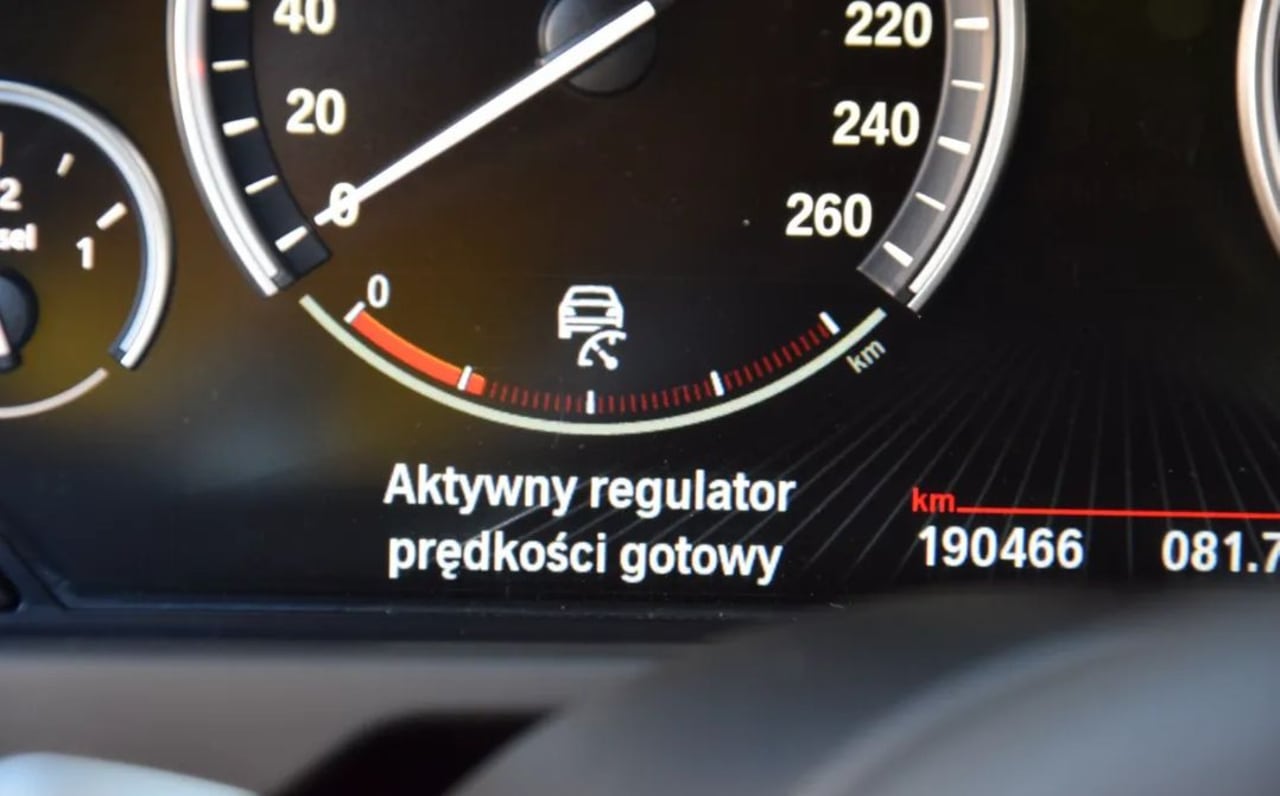 40
220
20
240
2
0
260
sel
1
0
km
Aktywny regulator
prędkości gotowy
km
190466 081.7